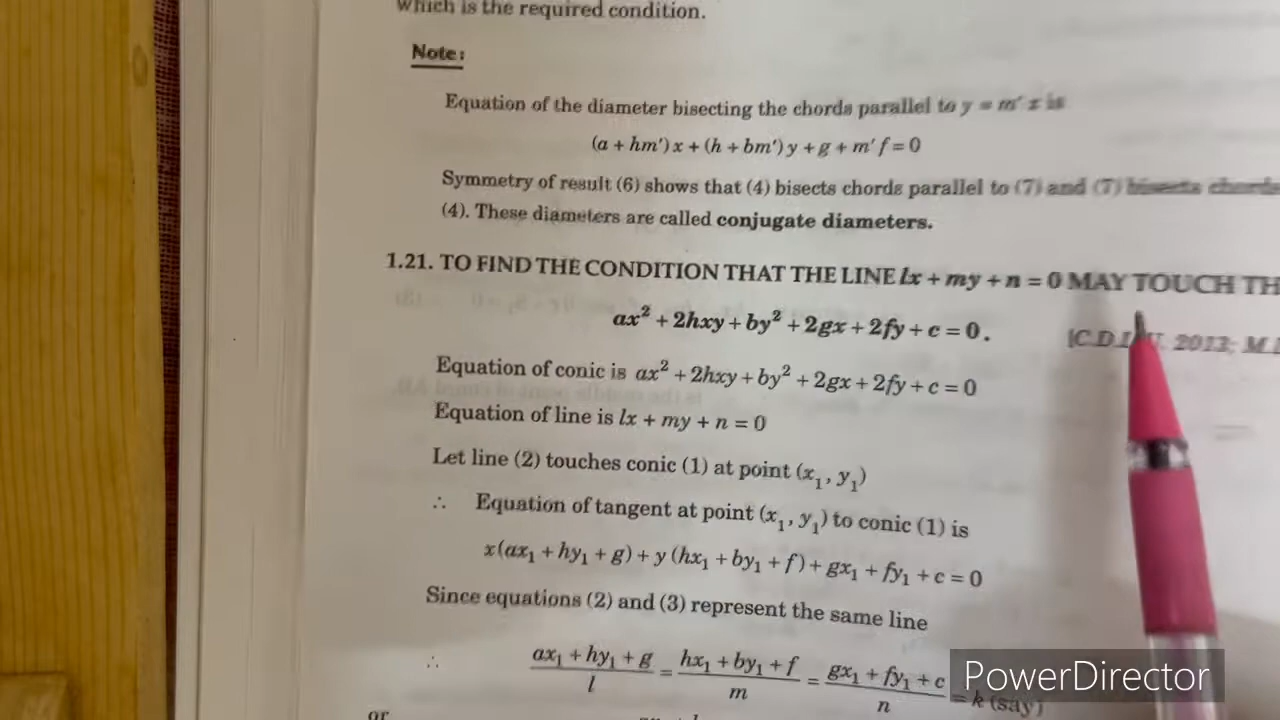 which is the required condition.
Note:
Equation of the diameter bisecting the chords parallel to y = m' x is
(a + hm') x + (h + bm') y + g + m' f = 0
Symmetry of result (6) shows that (4) bisects chords parallel to (7) and (7) bisects chords
(4). These diameters are called conjugate diameters.
1.21. TO FIND THE CONDITION THAT THE LINE lx + my + n = 0 MAY TOUCH TH
ax² + 2hxy + by² + 2gx + 2fy + c = 0.
[C.D.L.U. 2012; M.
Equation of conic is ax² + 2hxy + by² + 2gx + 2fy + c = 0
Equation of line is lx + my + n = 0
Let line (2) touches conic (1) at point (x₁, y₁)
∴ Equation of tangent at point (x₁, y₁) to conic (1) is
x(ax₁ + hy₁ + g) + y (hx₁ + by₁ + f) + gx₁ + fy₁ + c = 0
Since equations (2) and (3) represent the same line
∴ (ax₁ + hy₁ + g)/l = (hx₁ + by₁ + f)/m = (gx₁ + fy₁ + c)/n = k (say)
or
PowerDirector